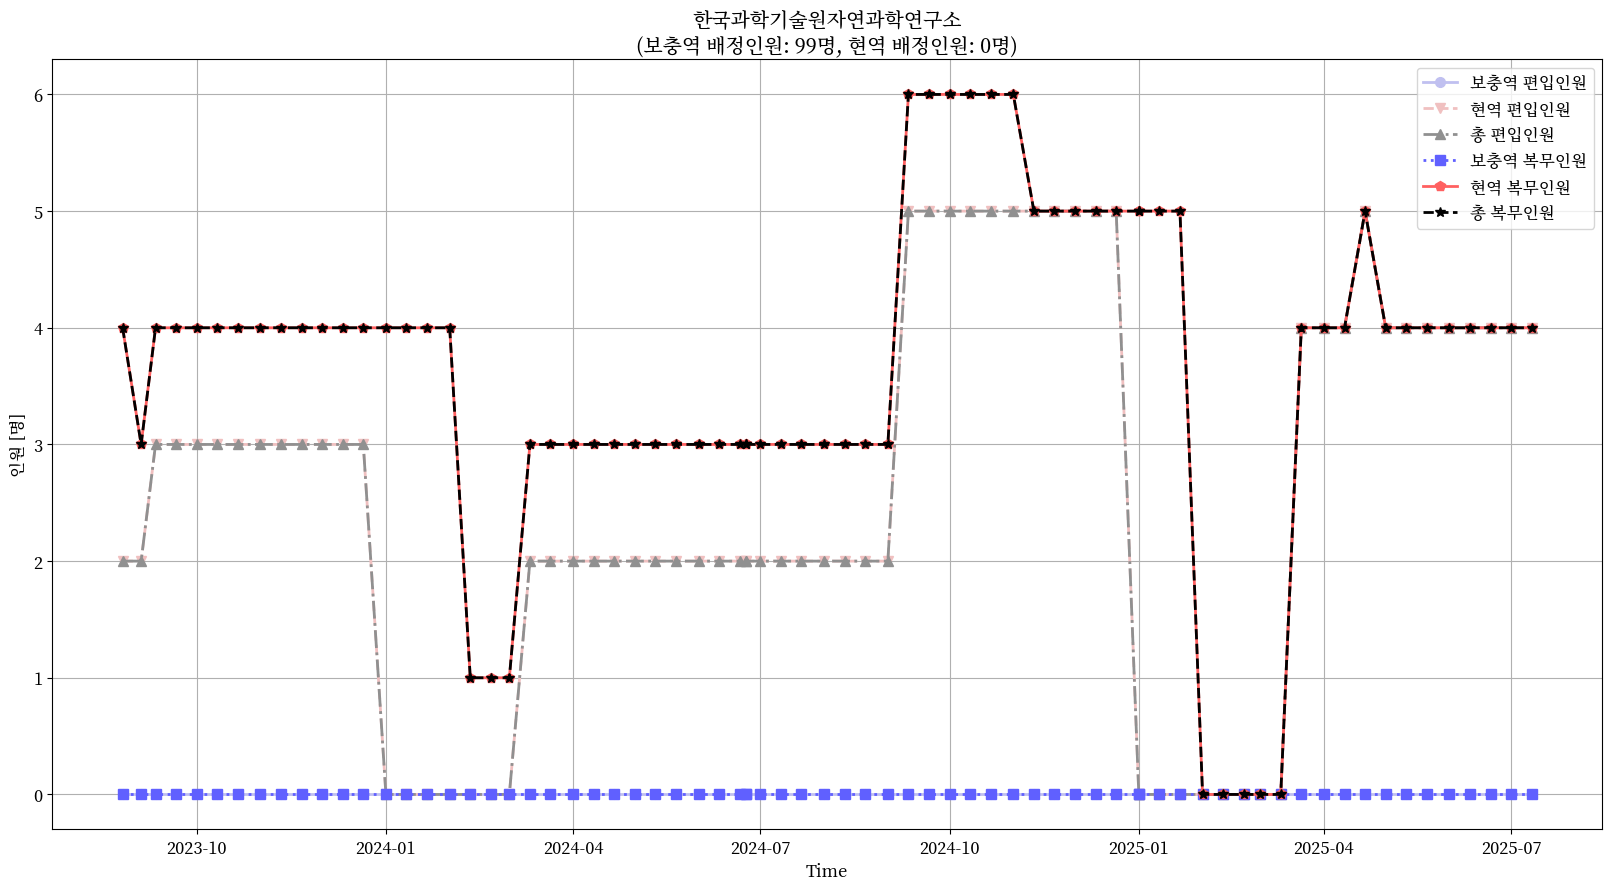 한국과학기술원자연과학연구소
(보충역 배정인원: 99명, 현역 배정인원: 0명)
보충역 편입인원
현역 편입인원
총 편입인원
보충역 복무인원
현역 복무인원
총 복무인원
인원 [명]
6
5
4
3
2
1
0
2023-10
2024-01
2024-04
2024-07
2024-10
2025-01
2025-04
2025-07
Time